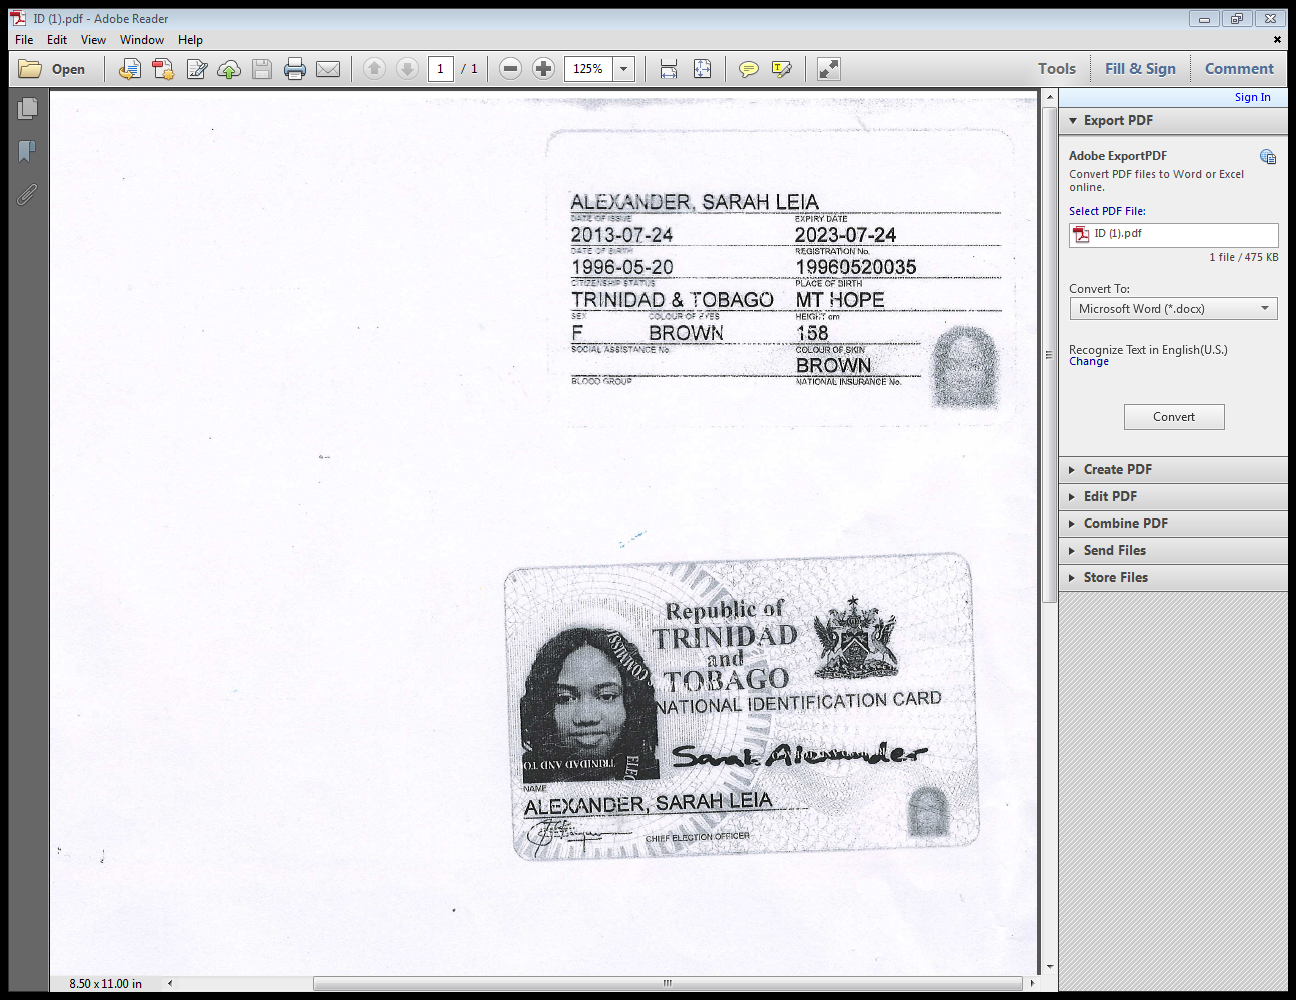 ID (1).pdf - Adobe Reader
File Edit View Window Help
Open 1 / 1 125% Tools Fill & Sign Comment
Sign In
Export PDF
Adobe ExportPDF
Convert PDF files to Word or Excel
online.
Select PDF File:
ID (1).pdf
1 file / 475 KB
Convert To:
Microsoft Word (*.docx)
Recognize Text in English(U.S.)
Change
Convert
Create PDF
Edit PDF
Combine PDF
Send Files
Store Files
ALEXANDER, SARAH LEIA
DATE OF ISSUE EXPIRY DATE
2013-07-24 2023-07-24
DATE OF BIRTH REGISTRATION No.
1996-05-20 19960520035
CITIZENSHIP STATUS PLACE OF BIRTH
TRINIDAD & TOBAGO MT HOPE
SEX COLOUR OF EYES HEIGHT cm
F BROWN 158
SOCIAL ASSISTANCE No. COLOUR OF SKIN
BROWN
BLOOD GROUP NATIONAL INSURANCE No.
Republic of
TRINIDAD
and
TOBAGO
NATIONAL IDENTIFICATION CARD
COMMISS
TRINIDAD AND TO
ELEC
Sarah Alexander
NAME
ALEXANDER, SARAH LEIA
CHIEF ELECTION OFFICER
8.50 x 11.00 in